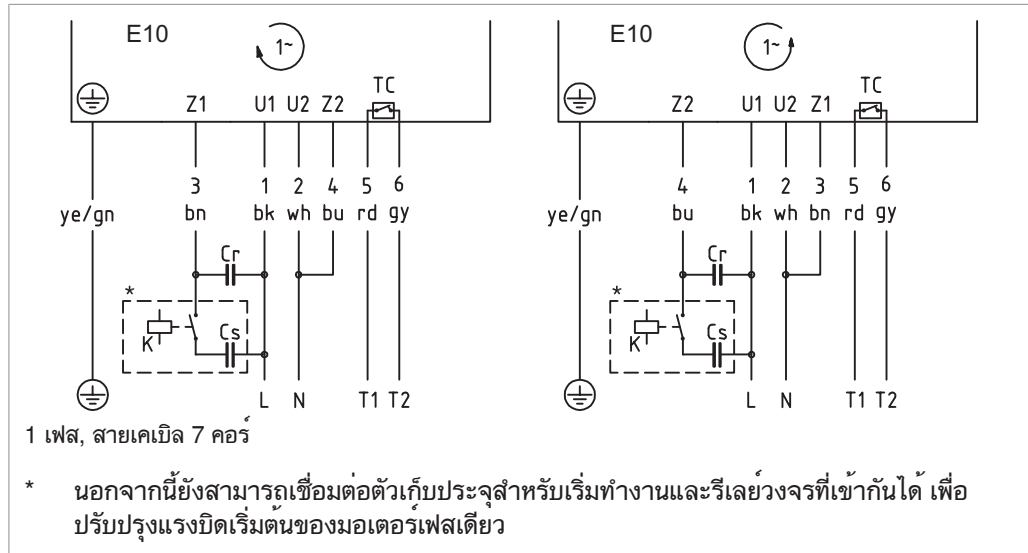 E10
1~
TC
Z1 U1 U2 Z2
3 1 2 4 5 6
ye/gn bn bk wh bu rd gy
Cr
*
K Cs
L N T1 T2
E10
1~
TC
Z2 U1 U2 Z1
4 1 2 3 5 6
ye/gn bu bk wh bn rd gy
Cr
*
K Cs
L N T1 T2
1 เฟส, สายเคเบิล 7 คอร์
* นอกจากนี้ยังสามารถเชื่อมต่อตัวเก็บประจุสำหรับเริ่มทำงานและรีเลย์วงจรที่เข้ากันได้ เพื่อ
ปรับปรุงแรงบิดเริ่มต้นของมอเตอร์เฟสเดียว